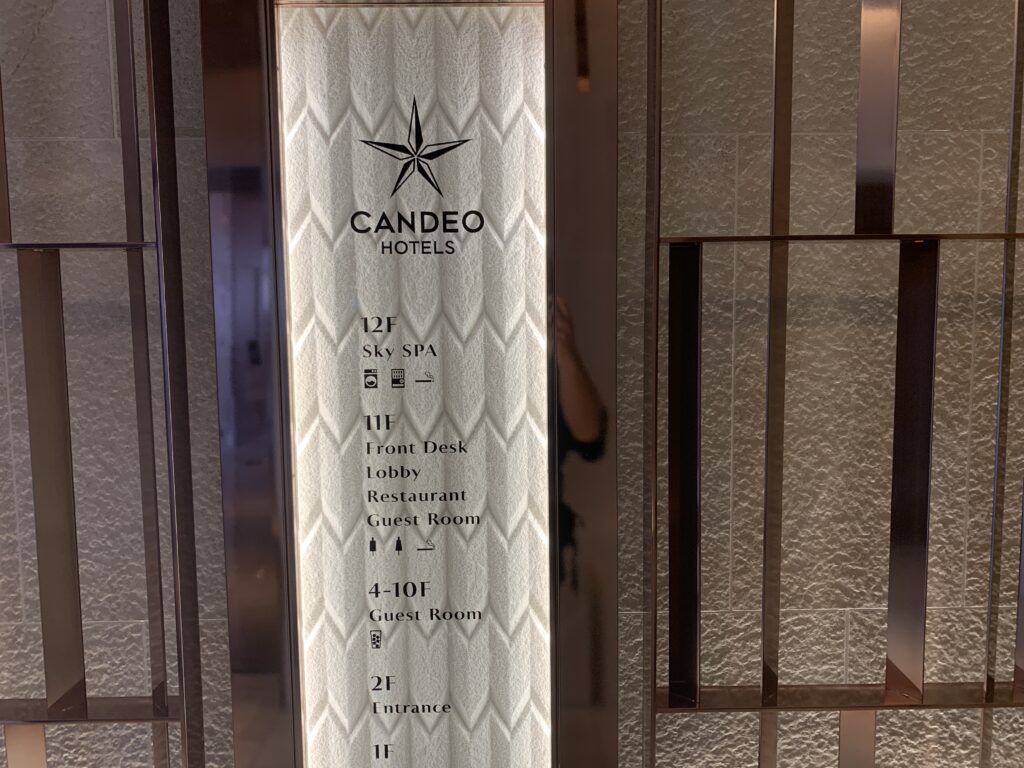 CANDEO
HOTELS
12F
Sky SPA
11F
Front Desk
Lobby
Restaurant
Guest Room
4-10F
Guest Room
2F
Entrance
1F